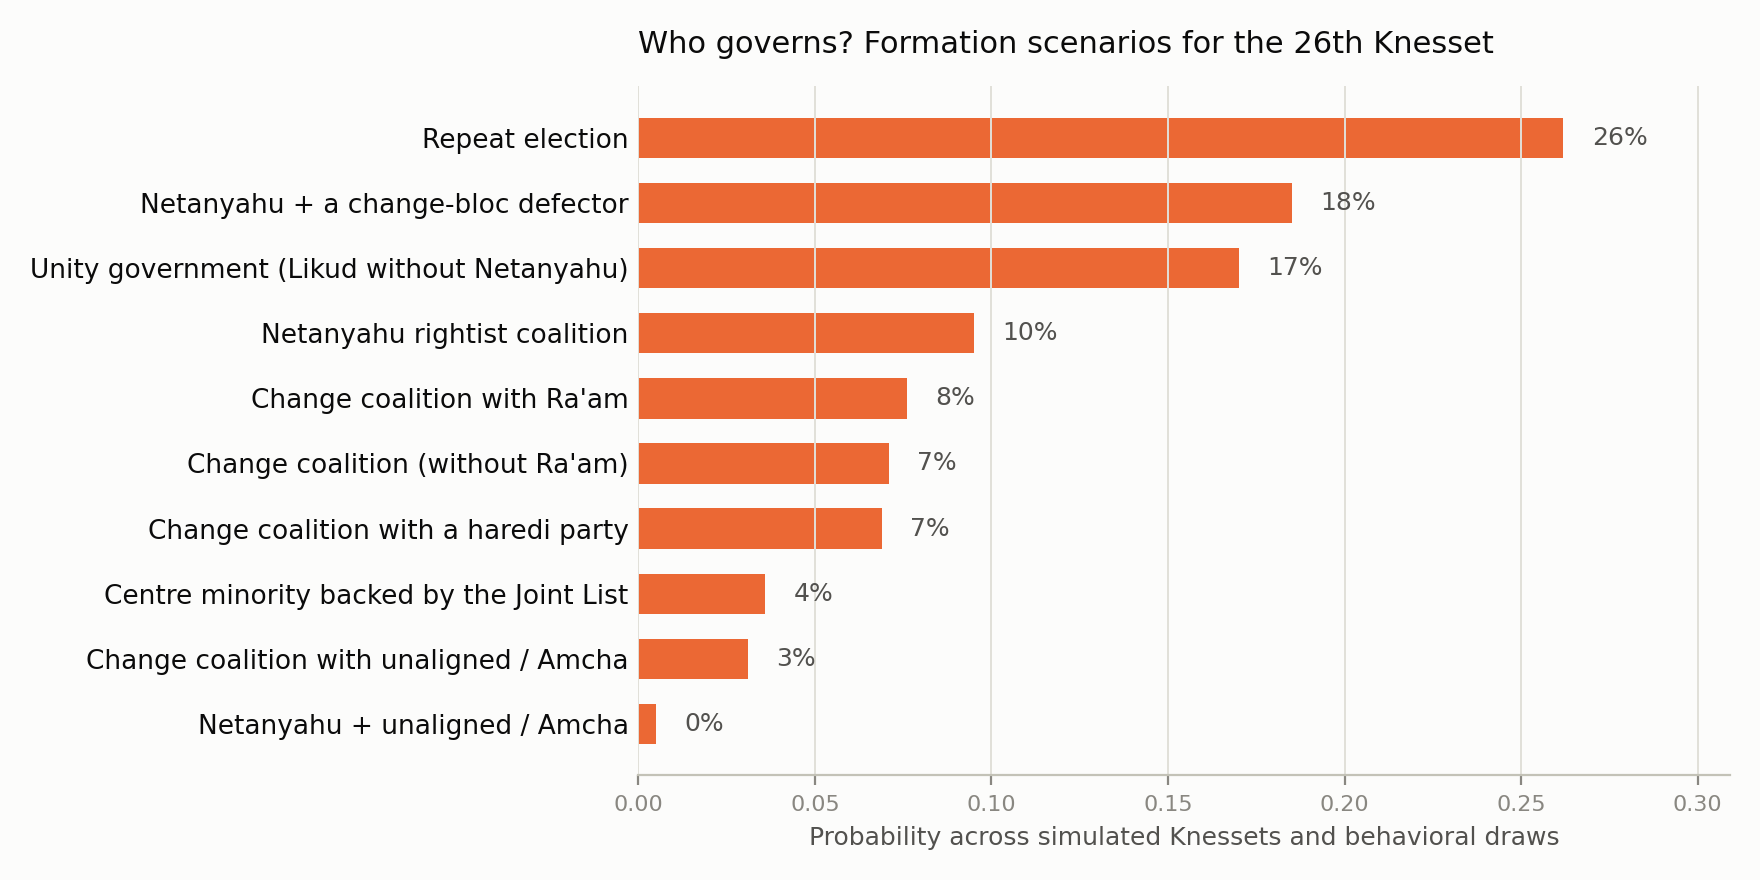 Who governs? Formation scenarios for the 26th Knesset
Repeat election 26%
Netanyahu + a change-bloc defector 18%
Unity government (Likud without Netanyahu) 17%
Netanyahu rightist coalition 10%
Change coalition with Ra'am 8%
Change coalition (without Ra'am) 7%
Change coalition with a haredi party 7%
Centre minority backed by the Joint List 4%
Change coalition with unaligned / Amcha 3%
Netanyahu + unaligned / Amcha 0%
0.00 0.05 0.10 0.15 0.20 0.25 0.30
Probability across simulated Knessets and behavioral draws